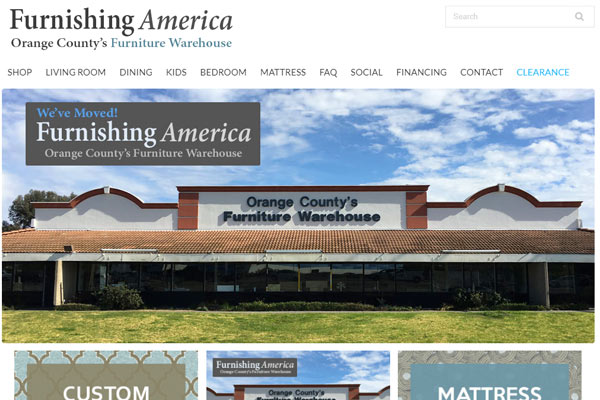 Furnishing America
Orange County's Furniture Warehouse
Search
SHOP LIVING ROOM DINING KIDS BEDROOM MATTRESS FAQ SOCIAL FINANCING CONTACT CLEARANCE
We've Moved!
Furnishing America
Orange County's Furniture Warehouse
Orange County's
Furniture Warehouse
CUSTOM
Furnishing America
Orange County's Furniture Warehouse
Orange County's
MATTRESS